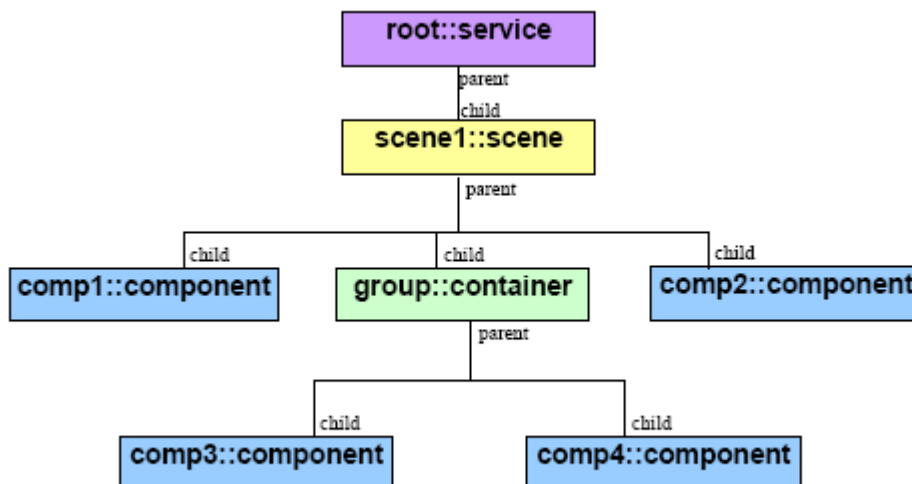 root::service
parent
child
scene1::scene
parent
child
child
child
comp1::component
group::container
comp2::component
parent
child
child
comp3::component
comp4::component